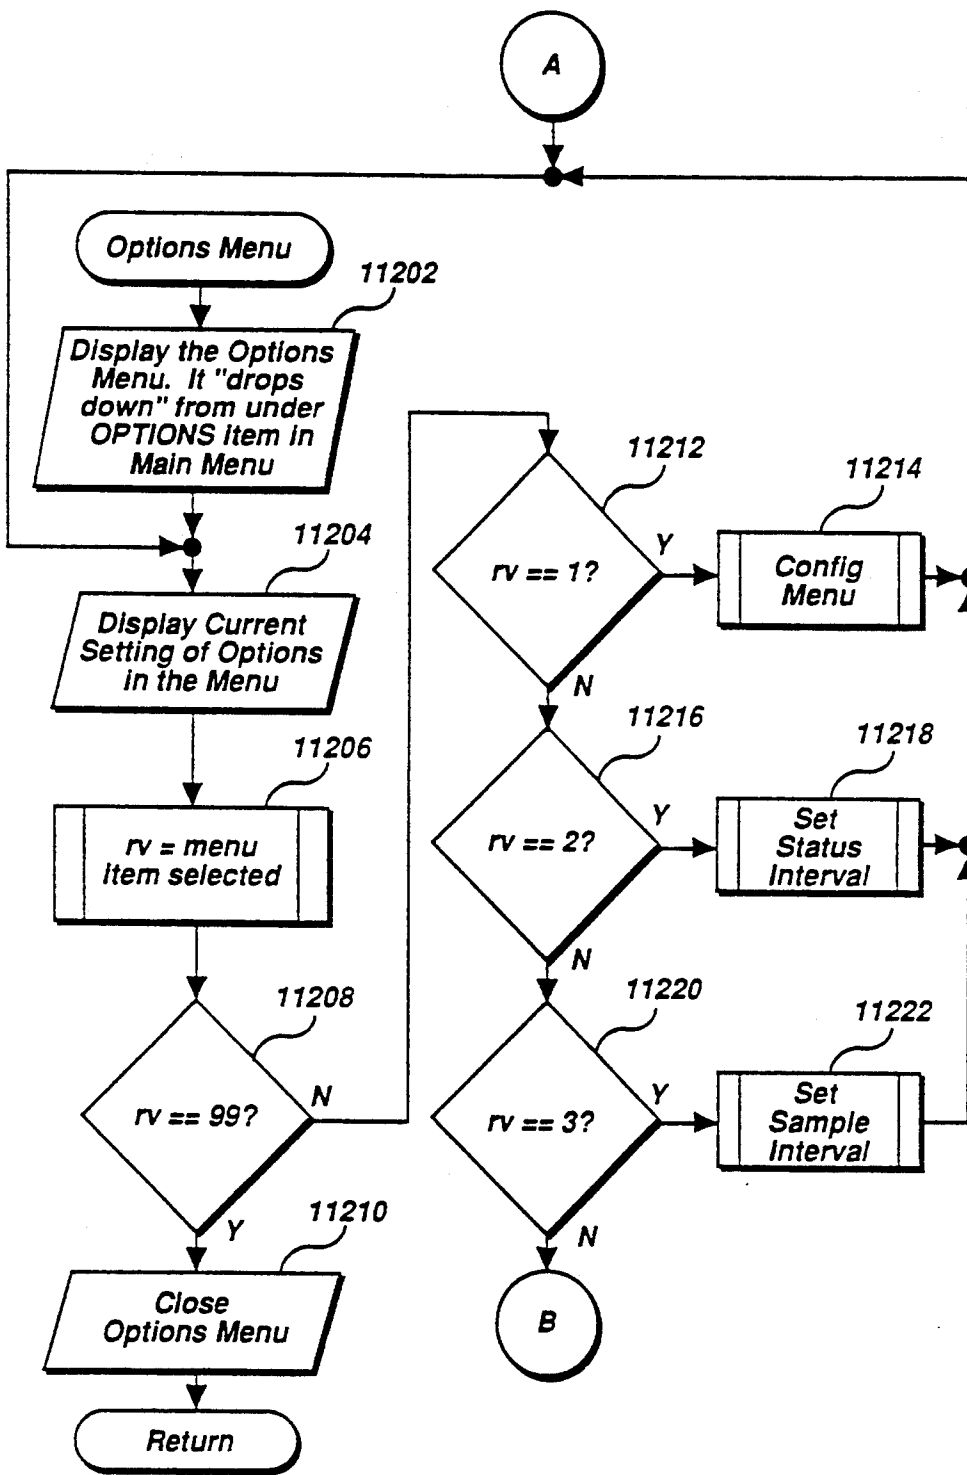 A
Options Menu
11202
Display the Options
Menu. It "drops
down" from under
OPTIONS item in
Main Menu
11204
Display Current
Setting of Options
in the Menu
11206
rv = menu
item selected
11208
rv == 99?
N
Y
11210
Close
Options Menu
Return
11212
rv == 1?
Y
N
11214
Config
Menu
11216
rv == 2?
Y
N
11218
Set
Status
Interval
11220
rv == 3?
Y
N
11222
Set
Sample
Interval
B